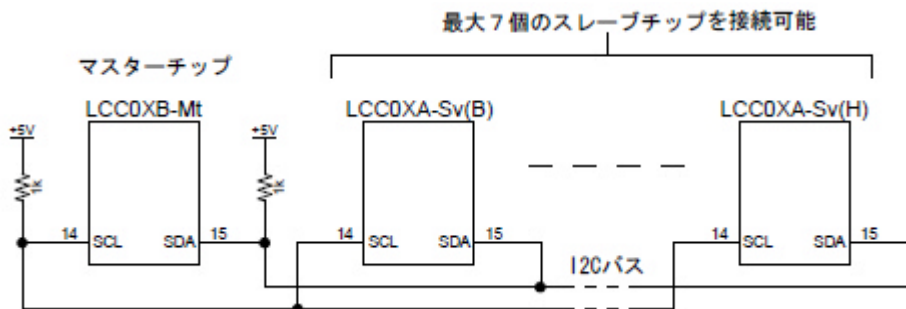 最大７個のスレーブチップを接続可能
マスターチップ
LCC0XB-Mt
LCC0XA-Sv(B)
LCC0XA-Sv(H)
+5V
+5V
1k
1k
14
SCL
SDA
15
14
SCL
SDA
15
14
SCL
SDA
15
I2Cバス